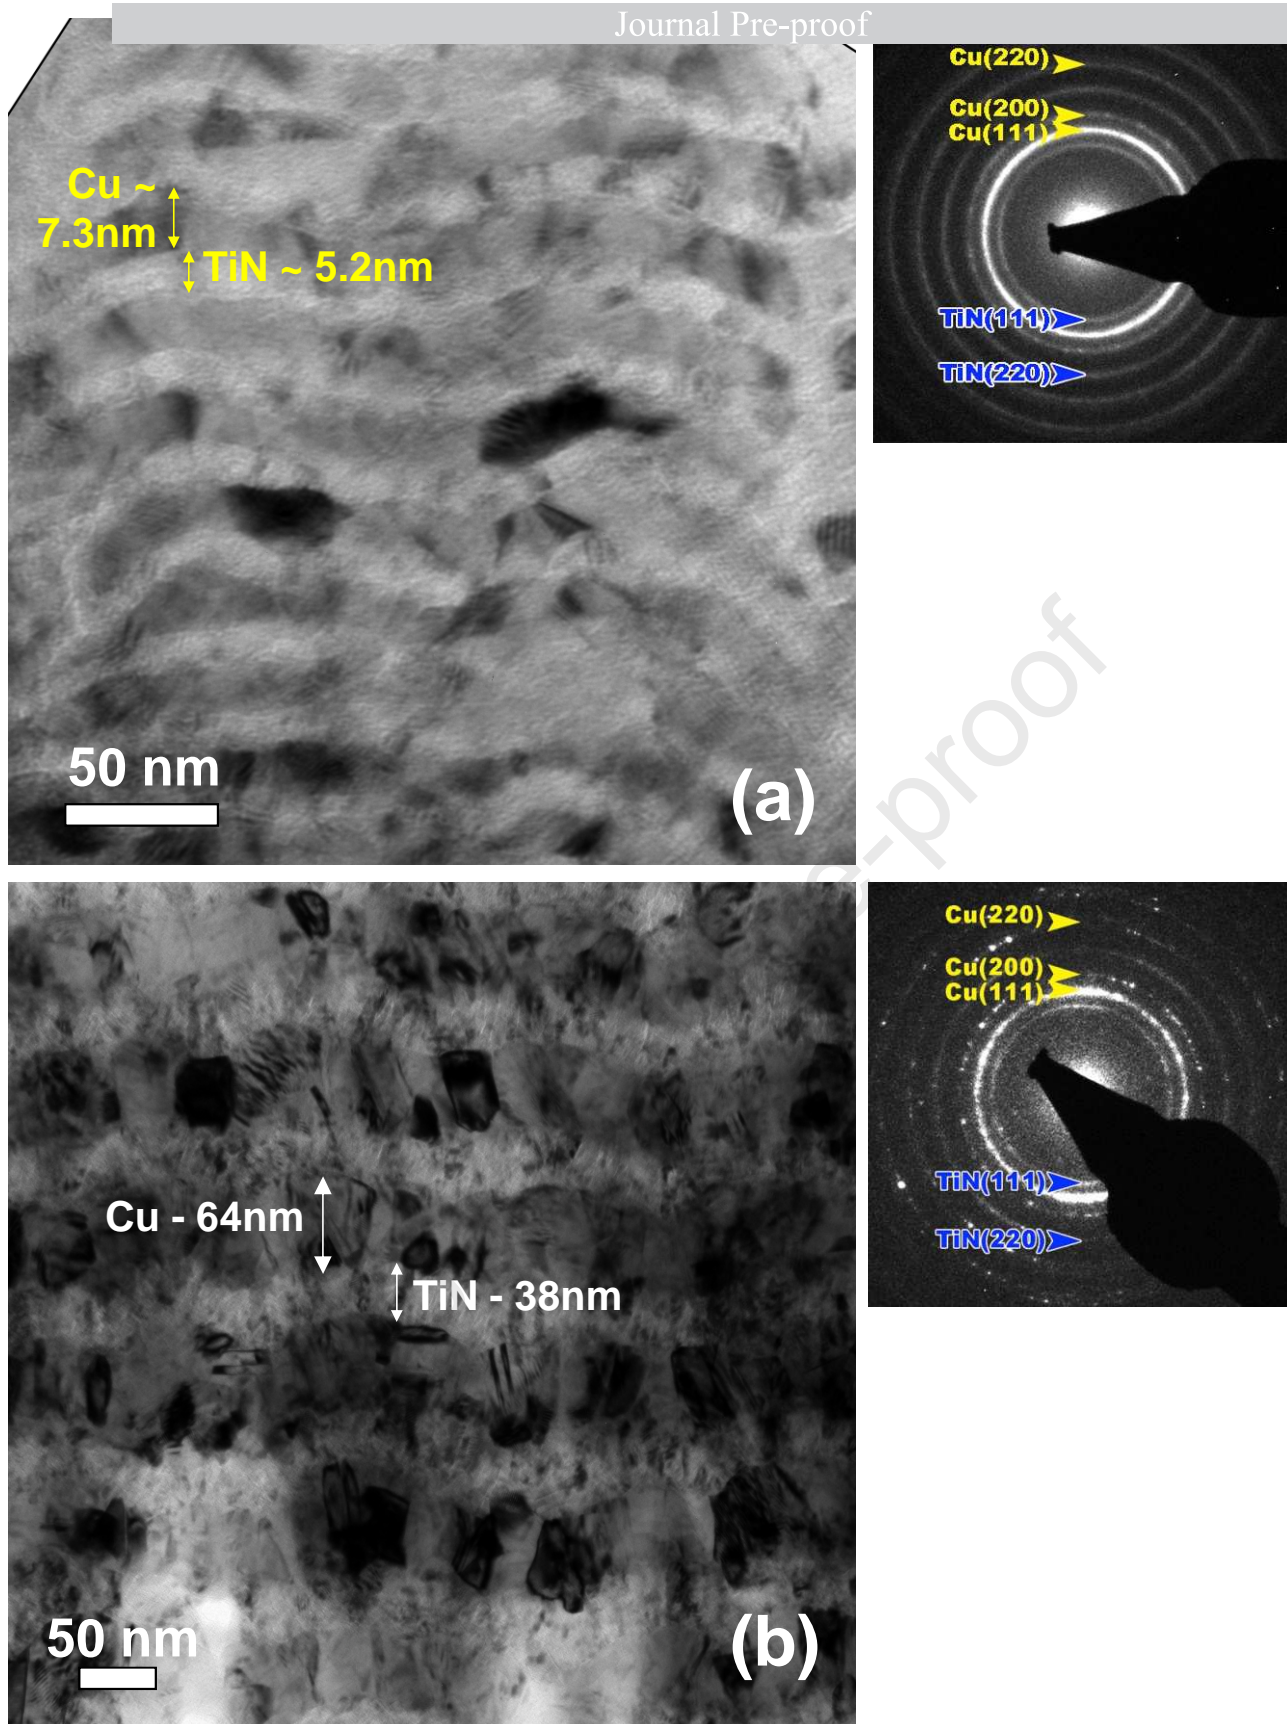 Journal Pre-proof
Cu ~
7.3nm
TiN ~ 5.2nm
50 nm
(a)
Cu(220)
Cu(200)
Cu(111)
TiN(111)
TiN(220)
e-proof
Cu - 64nm
TiN - 38nm
50 nm
(b)
Cu(220)
Cu(200)
Cu(111)
TiN(111)
TiN(220)